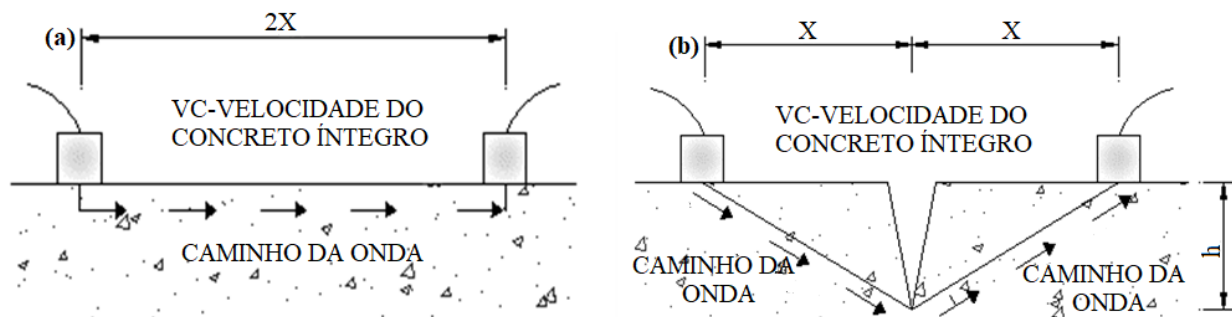 (a)
2X
VC-VELOCIDADE DO
CONCRETO ÍNTEGRO
CAMINHO DA ONDA
(b)
X
X
VC-VELOCIDADE DO
CONCRETO ÍNTEGRO
CAMINHO DA
ONDA
CAMINHO DA
ONDA
h